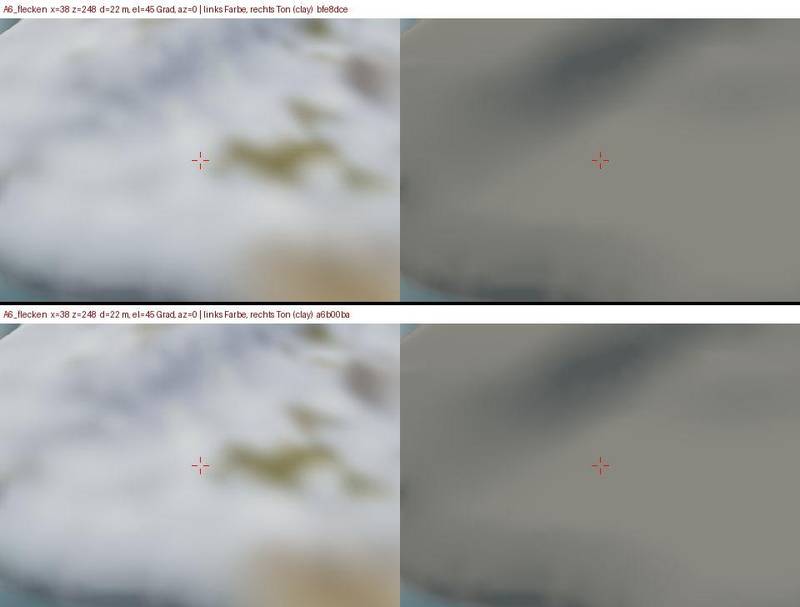 A6_flecken x=38 z=248 d=22 m, el=45 Grad, az=0 | links Farbe, rechts Ton (clay) bfe8dce
A6_flecken x=38 z=248 d=22 m, el=45 Grad, az=0 | links Farbe, rechts Ton (clay) a6b00ba